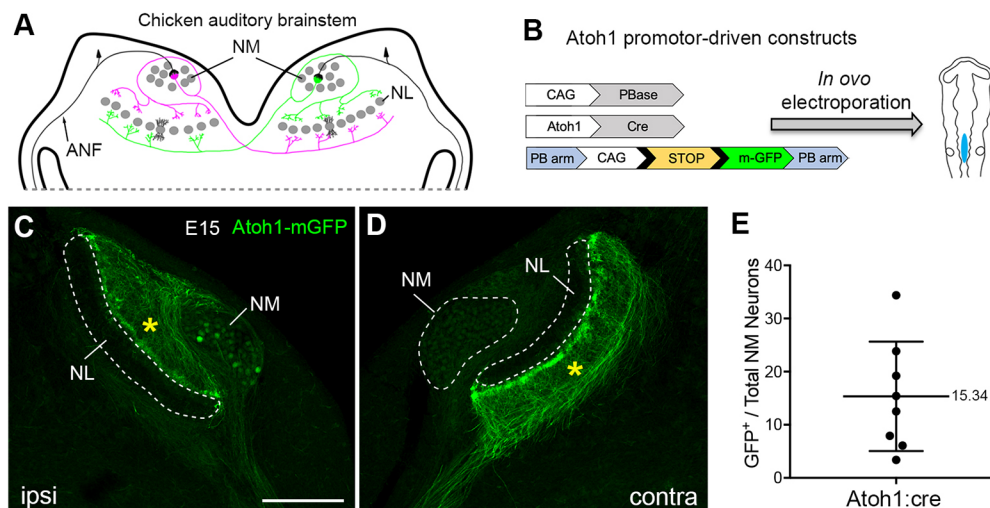 A
Chicken auditory brainstem
NM
NL
ANF
B
Atoh1 promotor-driven constructs
CAG PBase
Atoh1 Cre
PB arm CAG STOP m-GFP PB arm
In ovo
electroporation
C
E15 Atoh1-mGFP
NM
*
NL
ipsi
D
NL
NM
*
contra
E
GFP+ / Total NM Neurons
40
30
20
15.34
10
0
Atoh1:cre